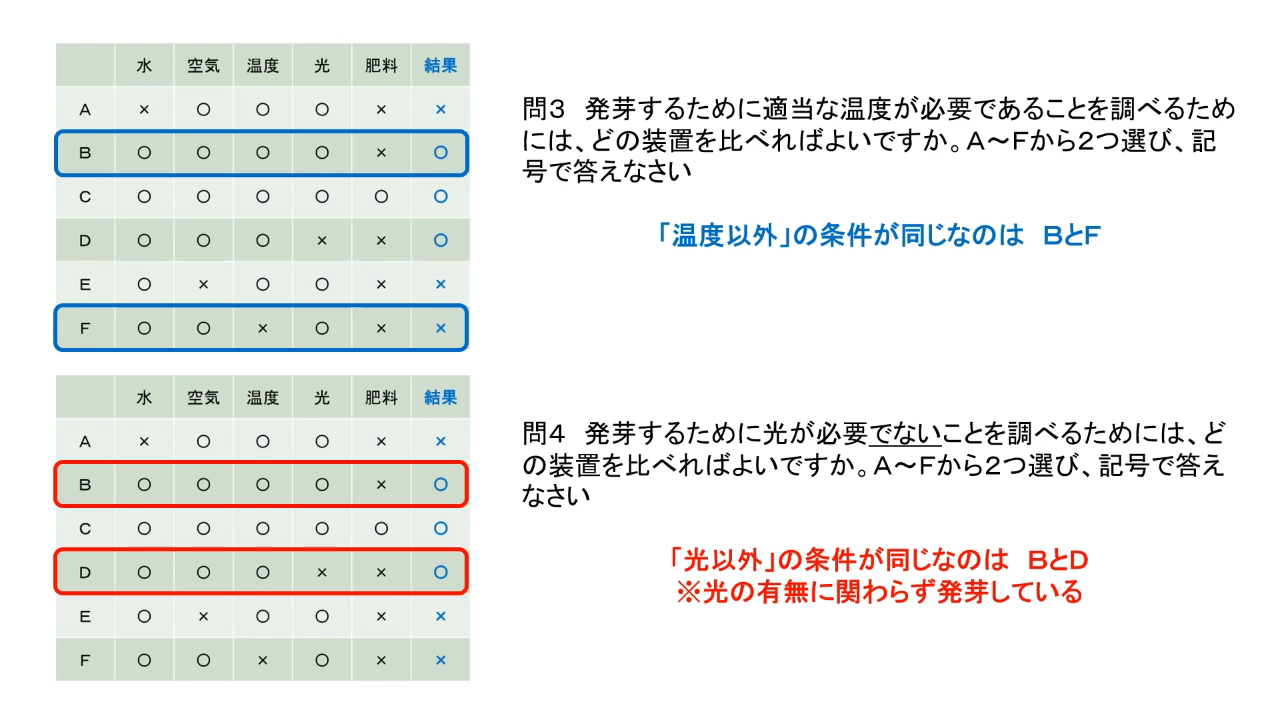 水 空気 温度 光 肥料 結果
A × ○ ○ ○ × ×
B ○ ○ ○ ○ × ○
C ○ ○ ○ ○ ○ ○
D ○ ○ ○ × × ○
E ○ × ○ ○ × ×
F ○ ○ × ○ × ×
問3　発芽するために適当な温度が必要であることを調べるため
には、どの装置を比べればよいですか。A～Fから2つ選び、記
号で答えなさい
「温度以外」の条件が同じなのは　BとF
水 空気 温度 光 肥料 結果
A × ○ ○ ○ × ×
B ○ ○ ○ ○ × ○
C ○ ○ ○ ○ ○ ○
D ○ ○ ○ × × ○
E ○ × ○ ○ × ×
F ○ ○ × ○ × ×
問4　発芽するために光が必要でないことを調べるためには、ど
の装置を比べればよいですか。A～Fから2つ選び、記号で答え
なさい
「光以外」の条件が同じなのは　BとD
※光の有無に関わらず発芽している